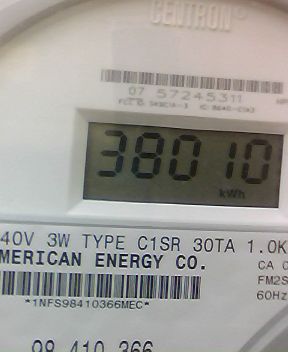 CENTRON®
07 57245311
38010
kWh
40V 3W TYPE C1SR 30TA 1.0K
MERICAN ENERGY CO.
CA
FM2S
60Hz
*1NFS98410366MEC*
98 410 366